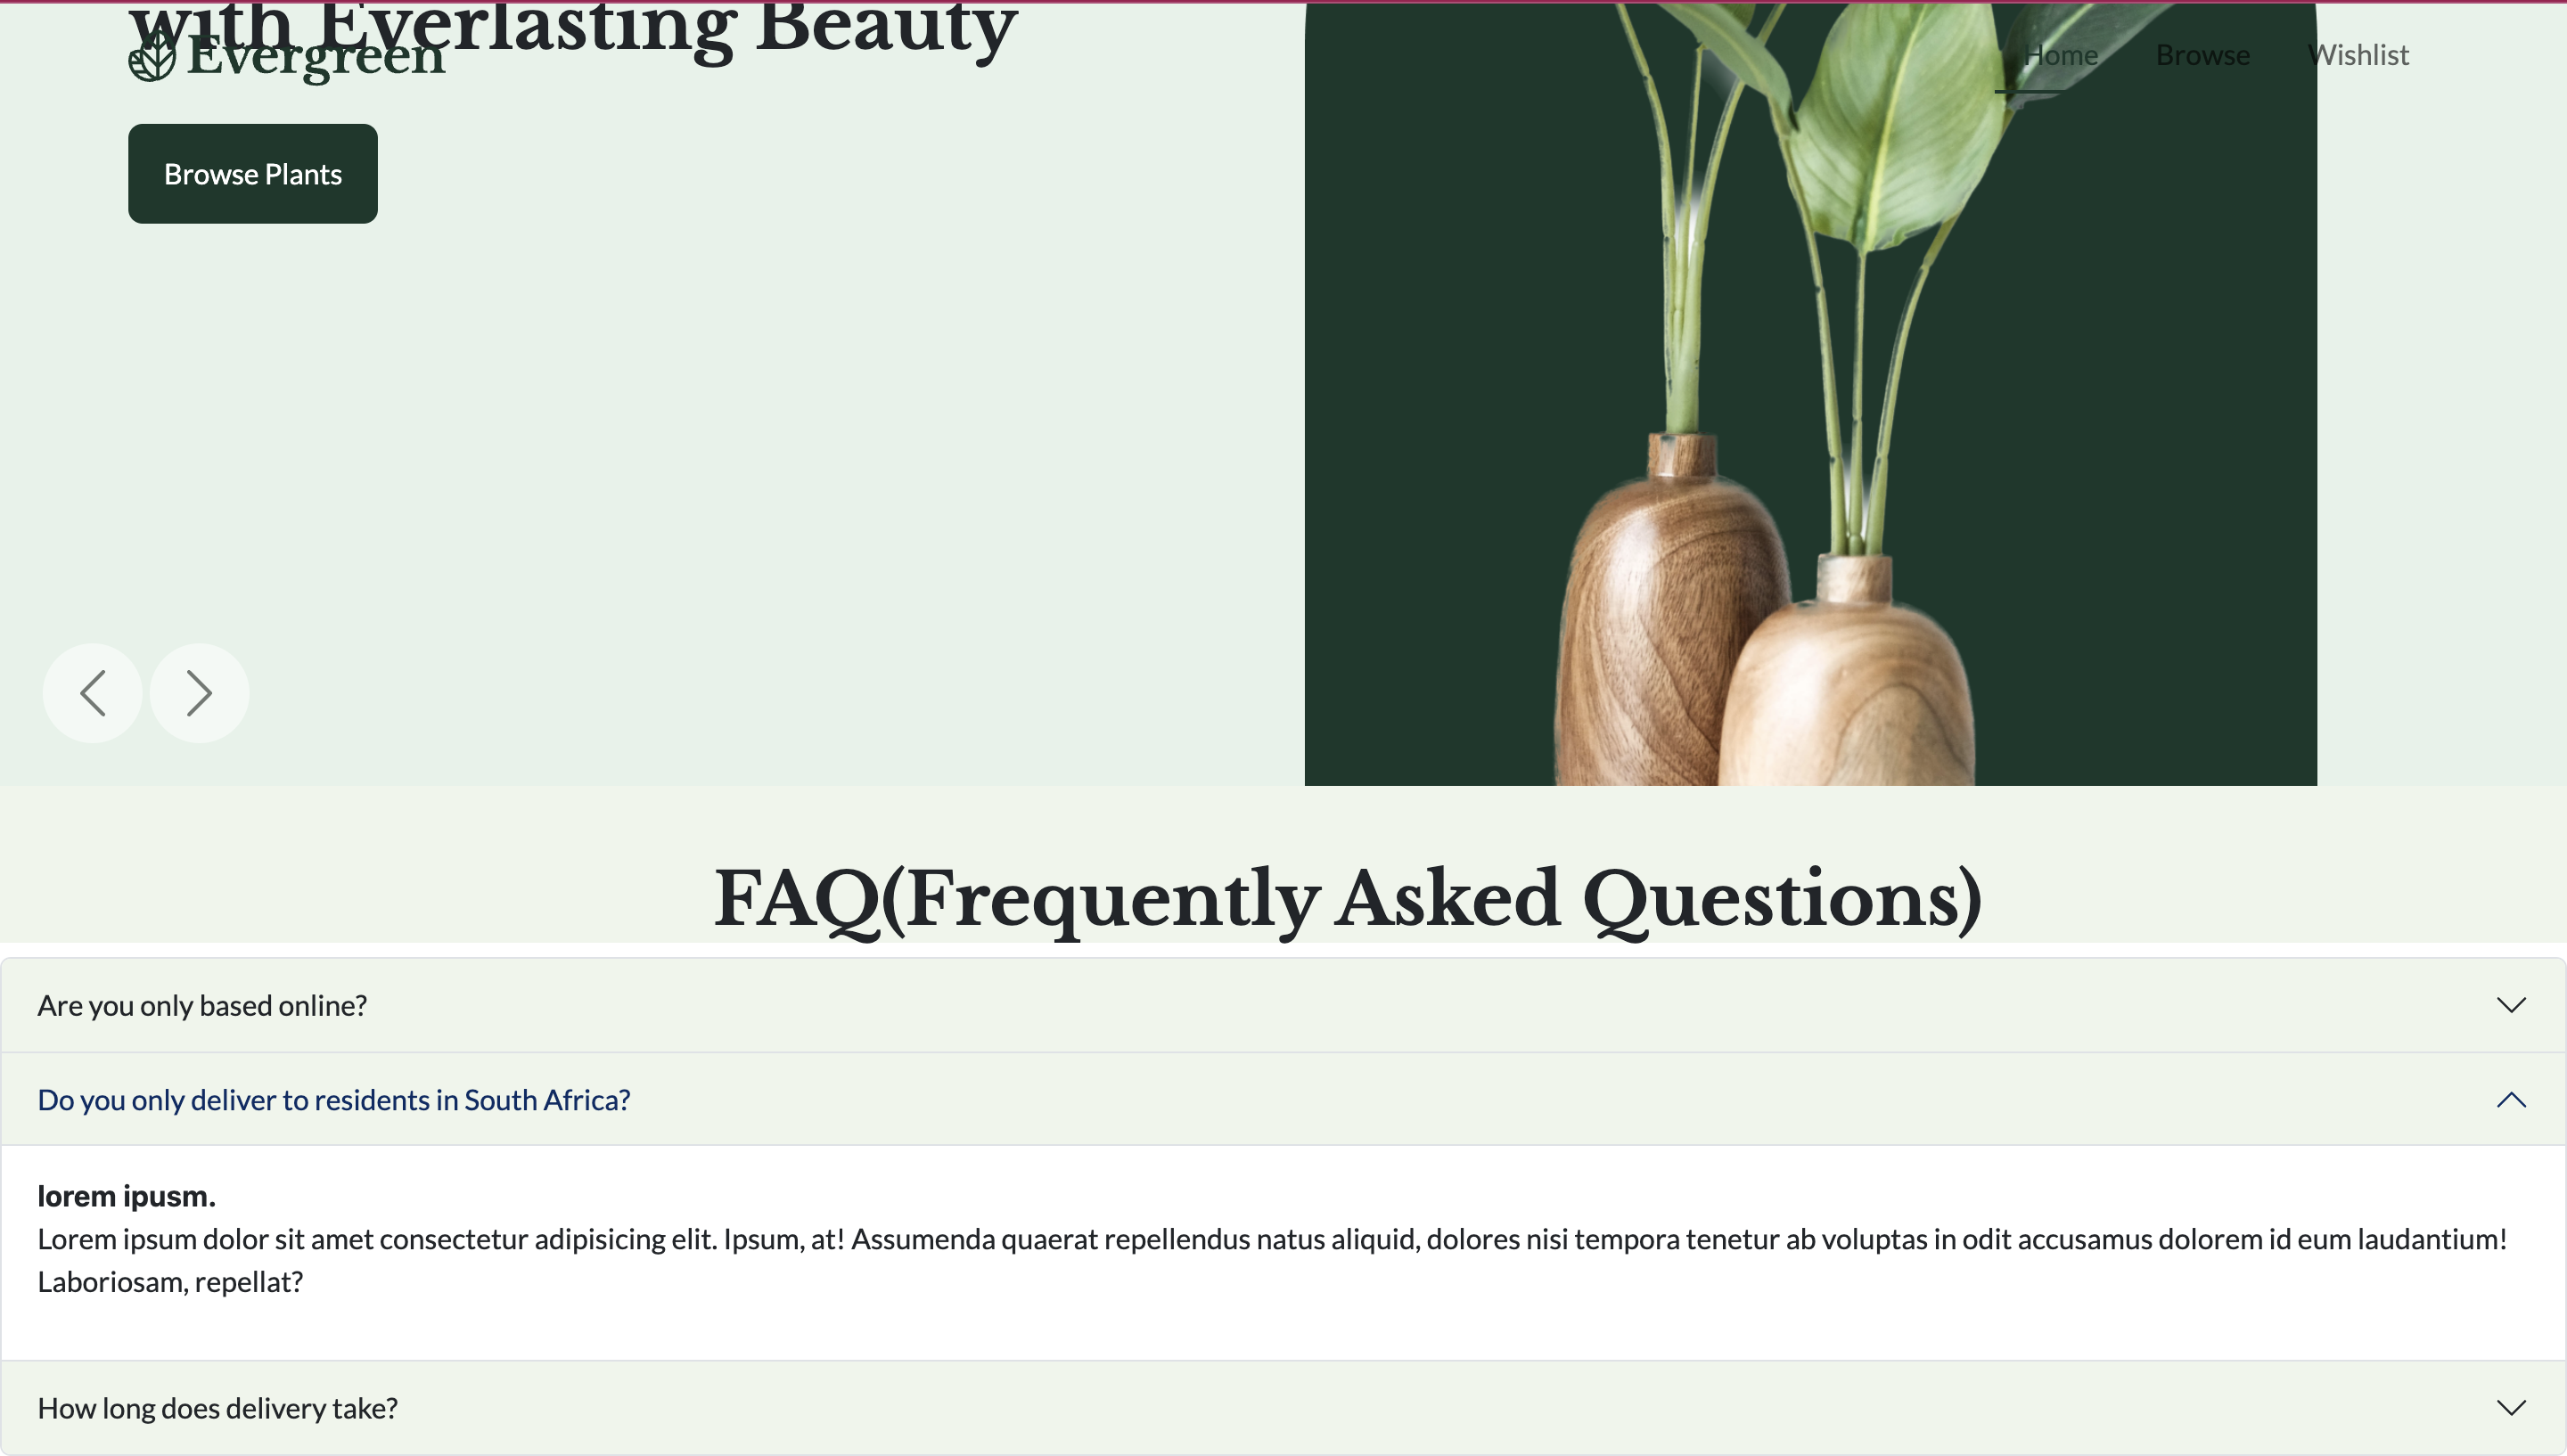 with Everlasting Beauty
Evergreen
Home Browse Wishlist
Browse Plants
FAQ(Frequently Asked Questions)
Are you only based online?
Do you only deliver to residents in South Africa?
lorem ipusm.
Lorem ipsum dolor sit amet consectetur adipisicing elit. Ipsum, at! Assumenda quaerat repellendus natus aliquid, dolores nisi tempora tenetur ab voluptas in odit accusamus dolorem id eum laudantium!
Laboriosam, repellat?
How long does delivery take?